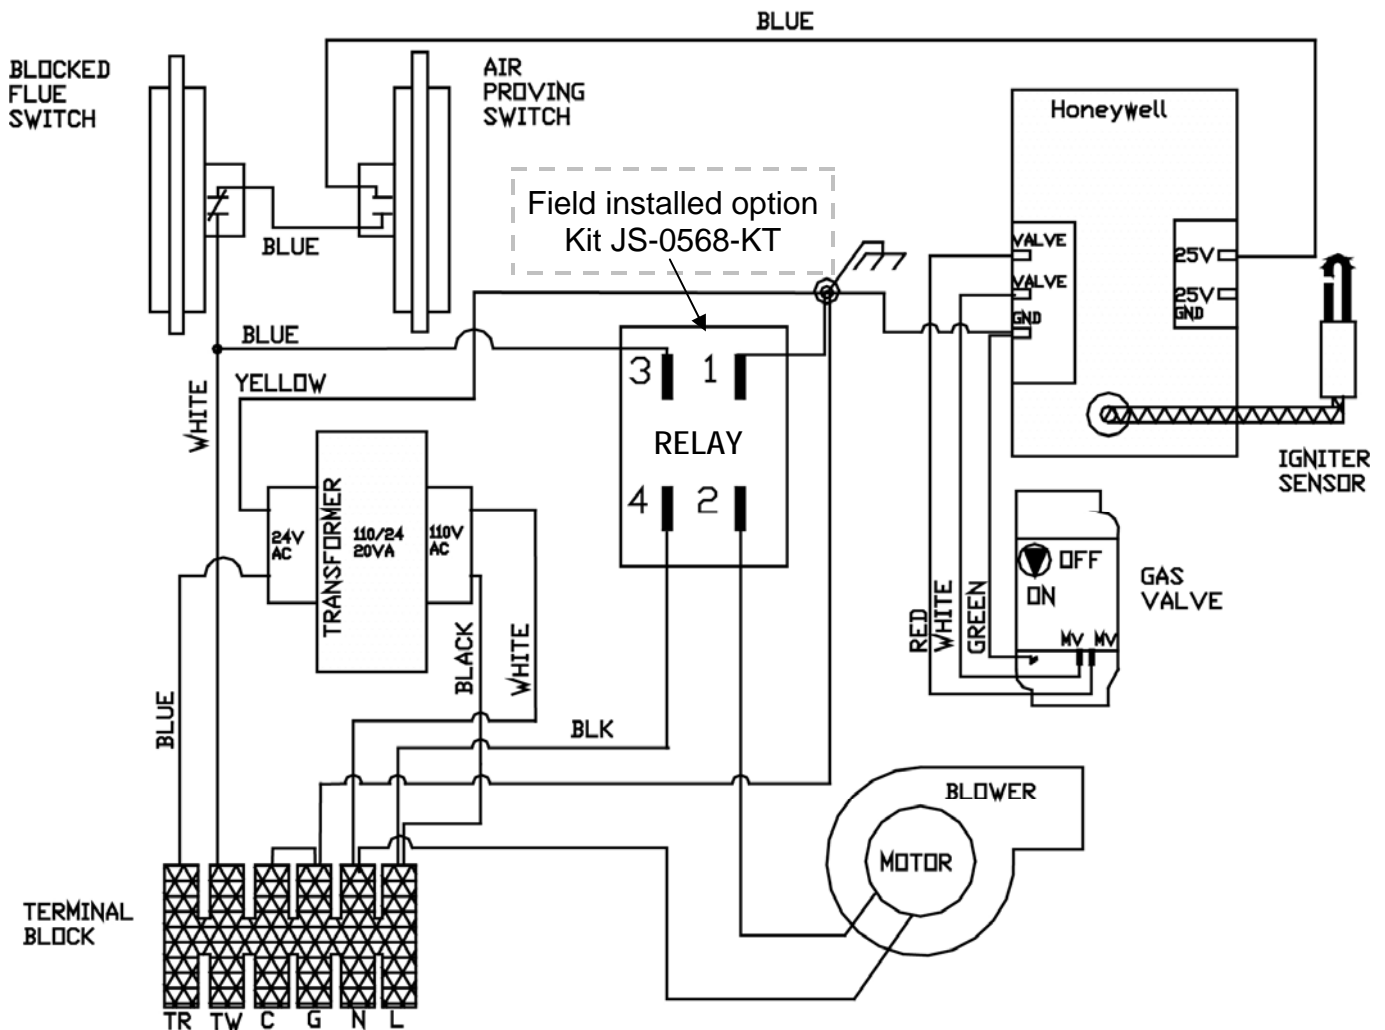 BLUE
BLOCKED
FLUE
SWITCH
AIR
PROVING
SWITCH
Honeywell
Field installed option
Kit JS-0568-KT
BLUE
VALVE
VALVE
GND
25V
25V
GND
BLUE
3 1
YELLOW
WHITE
RELAY
4 2
IGNITER
SENSOR
24V
AC
TRANSFORMER
110/24
20VA
110V
AC
OFF
ON
MV MV
GAS
VALVE
RED
WHITE
GREEN
BLACK
WHITE
BLUE
BLK
BLOWER
MOTOR
TERMINAL
BLOCK
TR TW C G N L